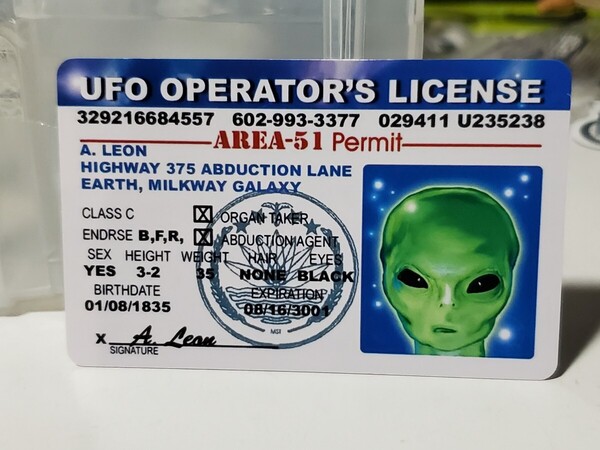 UFO OPERATOR'S LICENSE
329216684557 602-993-3377 029411 U235238
AREA-51 Permit
A. LEON
HIGHWAY 375 ABDUCTION LANE
EARTH, MILKWAY GALAXY
CLASS C ☒ ORGAN TAKER
ENDRSE B,F,R, ☒ ABDUCTION AGENT
SEX HEIGHT WEIGHT HAIR EYES
YES 3-2 35 NONE BLACK
BIRTHDATE EXPIRATION
01/08/1835 08/16/3001
MSI
X A. Leon
SIGNATURE